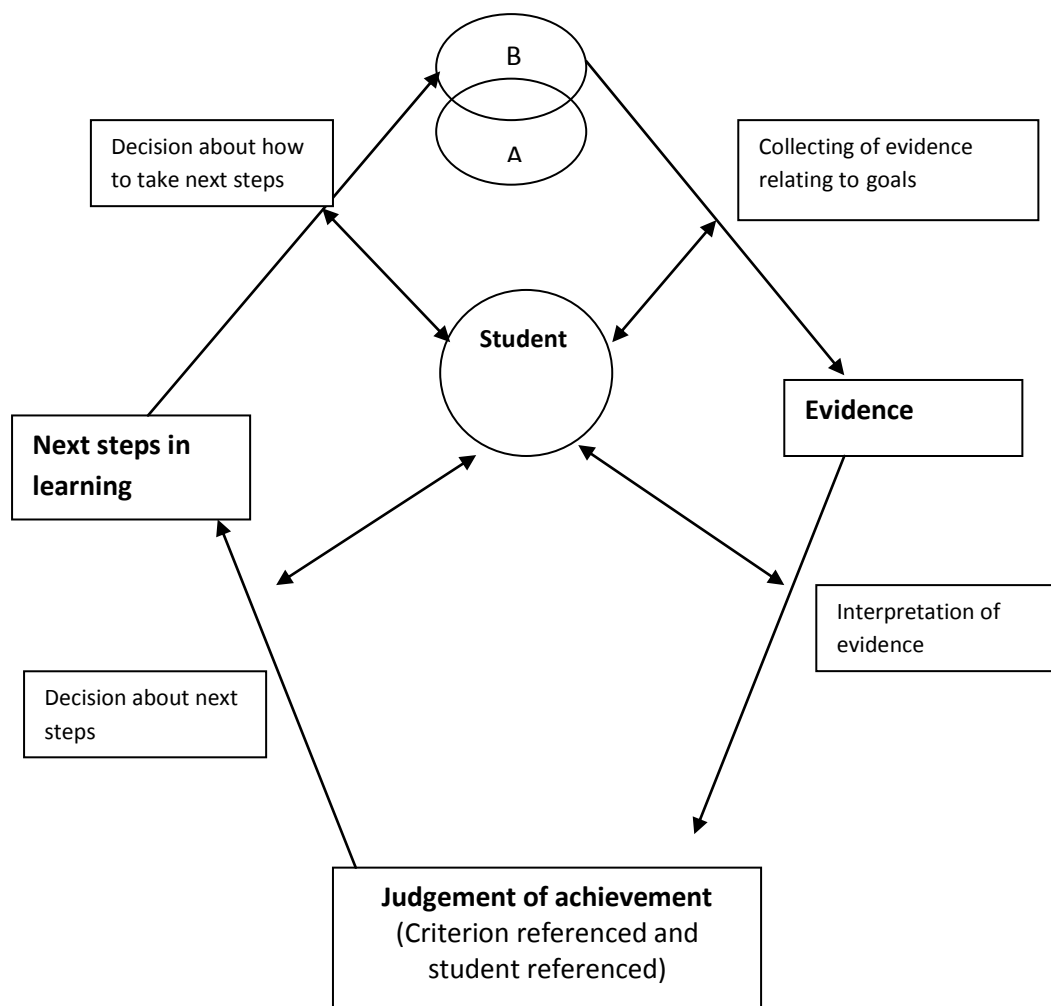 B
A
Decision about how
to take next steps
Collecting of evidence
relating to goals
Student
Evidence
Next steps in
learning
Interpretation of
evidence
Decision about next
steps
Judgement of achievement
(Criterion referenced and
student referenced)